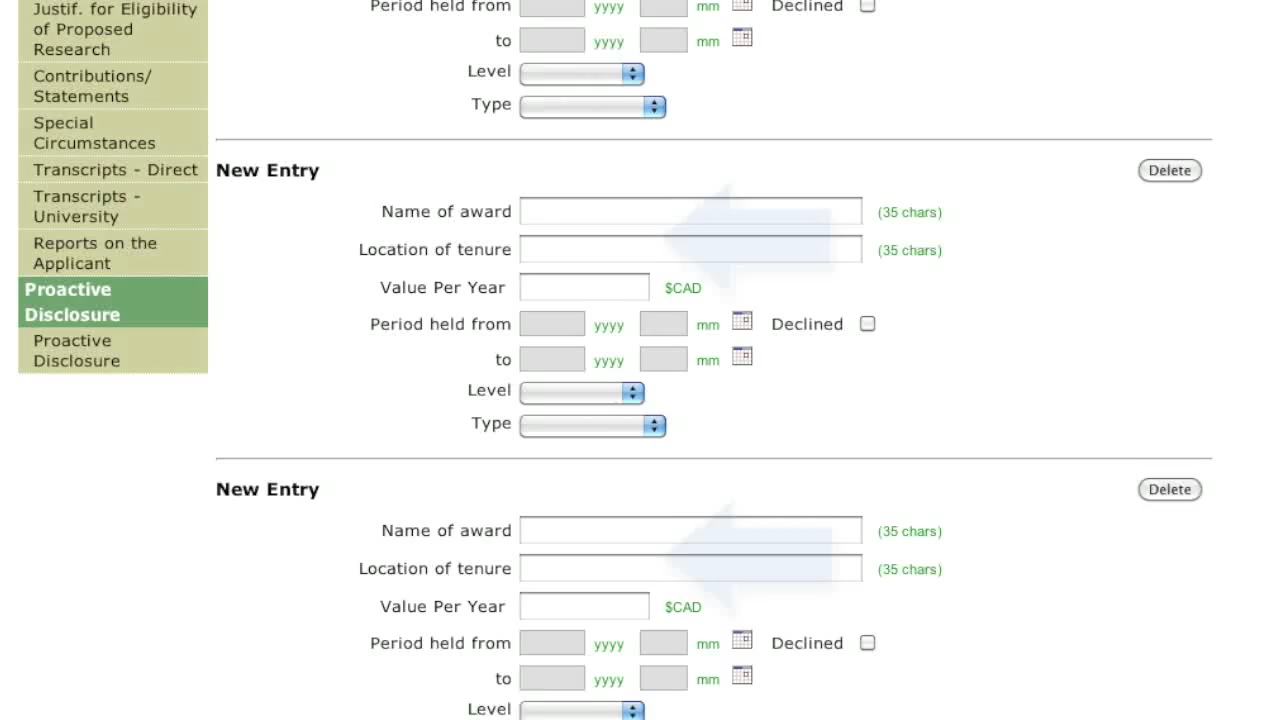 Justif. for Eligibility
of Proposed
Research
Contributions/
Statements
Special
Circumstances
Transcripts - Direct
Transcripts -
University
Reports on the
Applicant
Proactive
Disclosure
Proactive
Disclosure
Period held from yyyy mm Declined
to yyyy mm
Level
Type
New Entry Delete
Name of award (35 chars)
Location of tenure (35 chars)
Value Per Year $CAD
Period held from yyyy mm Declined
to yyyy mm
Level
Type
New Entry Delete
Name of award (35 chars)
Location of tenure (35 chars)
Value Per Year $CAD
Period held from yyyy mm Declined
to yyyy mm
Level